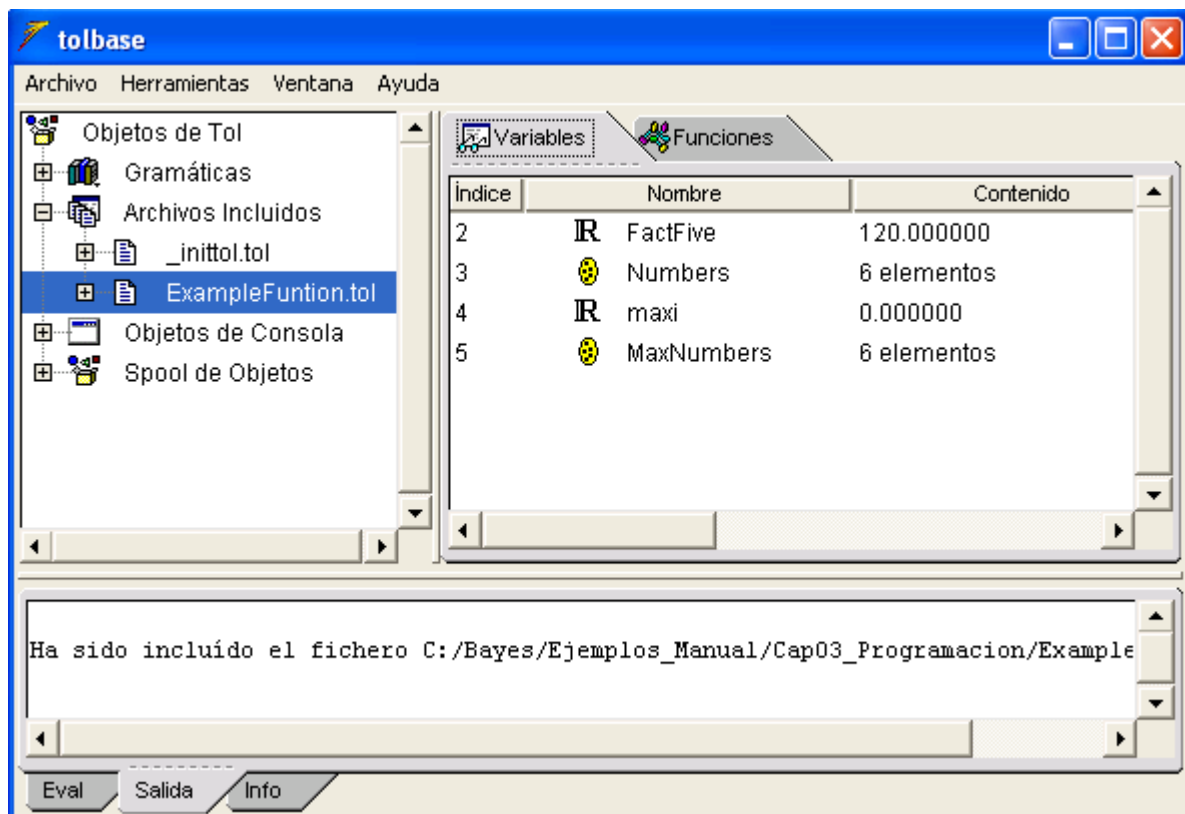 tolbase
Archivo Herramientas Ventana Ayuda
Objetos de Tol
Gramáticas
Archivos Incluidos
_inittol.tol
ExampleFuntion.tol
Objetos de Consola
Spool de Objetos
Variables Funciones
Índice Nombre Contenido
2 R FactFive 120.000000
3 Numbers 6 elementos
4 R maxi 0.000000
5 MaxNumbers 6 elementos
Ha sido incluído el fichero C:/Bayes/Ejemplos_Manual/Cap03_Programacion/Example
Eval Salida Info